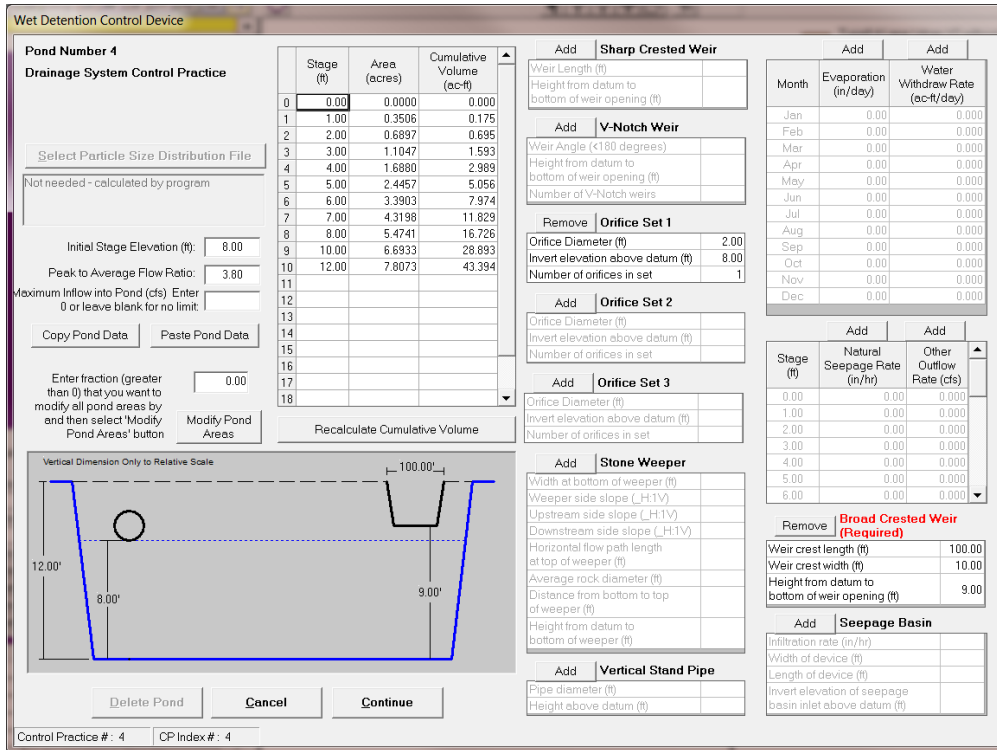 Wet Detention Control Device
Pond Number 4
Drainage System Control Practice
Select Particle Size Distribution File
Not needed - calculated by program
Initial Stage Elevation (ft): 8.00
Peak to Average Flow Ratio: 3.80
Maximum Inflow into Pond (cfs) Enter
0 or leave blank for no limit:
Copy Pond Data Paste Pond Data
Enter fraction (greater 0.00
than 0) that you want to
modify all pond areas by
and then select 'Modify
Pond Areas' button
Modify Pond
Areas
Stage
(ft)
Area
(acres)
Cumulative
Volume
(ac-ft)
0 0.00 0.0000 0.000
1 1.00 0.3506 0.175
2 2.00 0.6897 0.695
3 3.00 1.1047 1.593
4 4.00 1.6880 2.989
5 5.00 2.4457 5.056
6 6.00 3.3903 7.974
7 7.00 4.3198 11.829
8 8.00 5.4741 16.726
9 10.00 6.6933 28.893
10 12.00 7.8073 43.394
11
12
13
14
15
16
17
18
Recalculate Cumulative Volume
Vertical Dimension Only to Relative Scale
100.00'
12.00'
8.00'
9.00'
Delete Pond Cancel Continue
Control Practice #: 4 CP Index #: 4
Add Sharp Crested Weir
Weir Length (ft)
Height from datum to
bottom of weir opening (ft)
Add V-Notch Weir
Weir Angle (<180 degrees)
Height from datum to
bottom of weir opening (ft)
Number of V-Notch weirs
Remove Orifice Set 1
Orifice Diameter (ft) 2.00
Invert elevation above datum (ft) 8.00
Number of orifices in set 1
Add Orifice Set 2
Orifice Diameter (ft)
Invert elevation above datum (ft)
Number of orifices in set
Add Orifice Set 3
Orifice Diameter (ft)
Invert elevation above datum (ft)
Number of orifices in set
Add Stone Weeper
Width at bottom of weeper (ft)
Weeper side slope (_H:1V)
Upstream side slope (_H:1V)
Downstream side slope (_H:1V)
Horizontal flow path length
at top of weeper (ft)
Average rock diameter (ft)
Distance from bottom to top
of weeper (ft)
Height from datum to
bottom of weeper (ft)
Add Vertical Stand Pipe
Pipe diameter (ft)
Height above datum (ft)
Add Add
Month
Evaporation
(in/day)
Water
Withdraw Rate
(ac-ft/day)
Jan 0.00 0.000
Feb 0.00 0.000
Mar 0.00 0.000
Apr 0.00 0.000
May 0.00 0.000
Jun 0.00 0.000
Jul 0.00 0.000
Aug 0.00 0.000
Sep 0.00 0.000
Oct 0.00 0.000
Nov 0.00 0.000
Dec 0.00 0.000
Add Add
Stage
(ft)
Natural
Seepage Rate
(in/hr)
Other
Outflow
Rate (cfs)
0.00 0.00 0.000
1.00 0.00 0.000
2.00 0.00 0.000
3.00 0.00 0.000
4.00 0.00 0.000
5.00 0.00 0.000
6.00 0.00 0.000
Remove Broad Crested Weir
(Required)
Weir crest length (ft) 100.00
Weir crest width (ft) 10.00
Height from datum to
bottom of weir opening (ft) 9.00
Add Seepage Basin
Infiltration rate (in/hr)
Width of device (ft)
Length of device (ft)
Invert elevation of seepage
basin inlet above datum (ft)